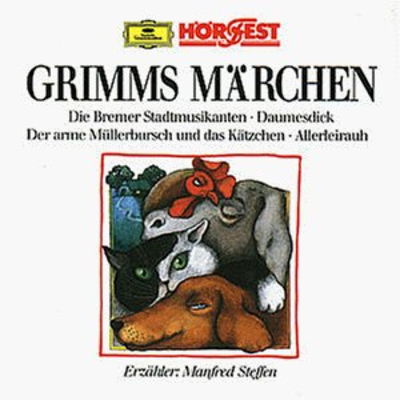 HÖRFEST
GRIMMS MÄRCHEN
Die Bremer Stadtmusikanten · Daumesdick
Der arme Müllerbursch und das Kätzchen · Allerleirauh
Erzähler: Manfred Steffen